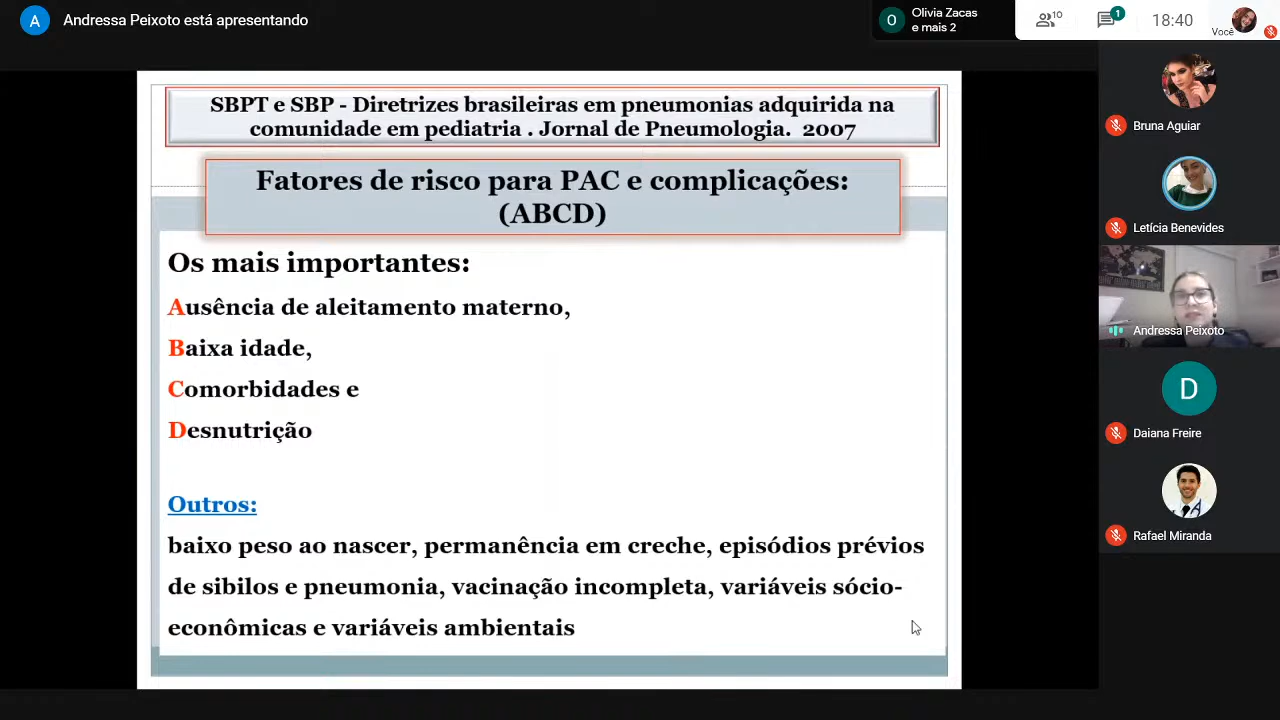 A
Andressa Peixoto está apresentando
O
Olivia Zacas
e mais 2
10
1
18:40
Você
SBPT e SBP - Diretrizes brasileiras em pneumonias adquirida na
comunidade em pediatria . Jornal de Pneumologia. 2007
Fatores de risco para PAC e complicações:
(ABCD)
Os mais importantes:
Ausência de aleitamento materno,
Baixa idade,
Comorbidades e
Desnutrição
Outros:
baixo peso ao nascer, permanência em creche, episódios prévios
de sibilos e pneumonia, vacinação incompleta, variáveis sócio-
econômicas e variáveis ambientais
Bruna Aguiar
Letícia Benevides
Andressa Peixoto
D
Daiana Freire
Rafael Miranda